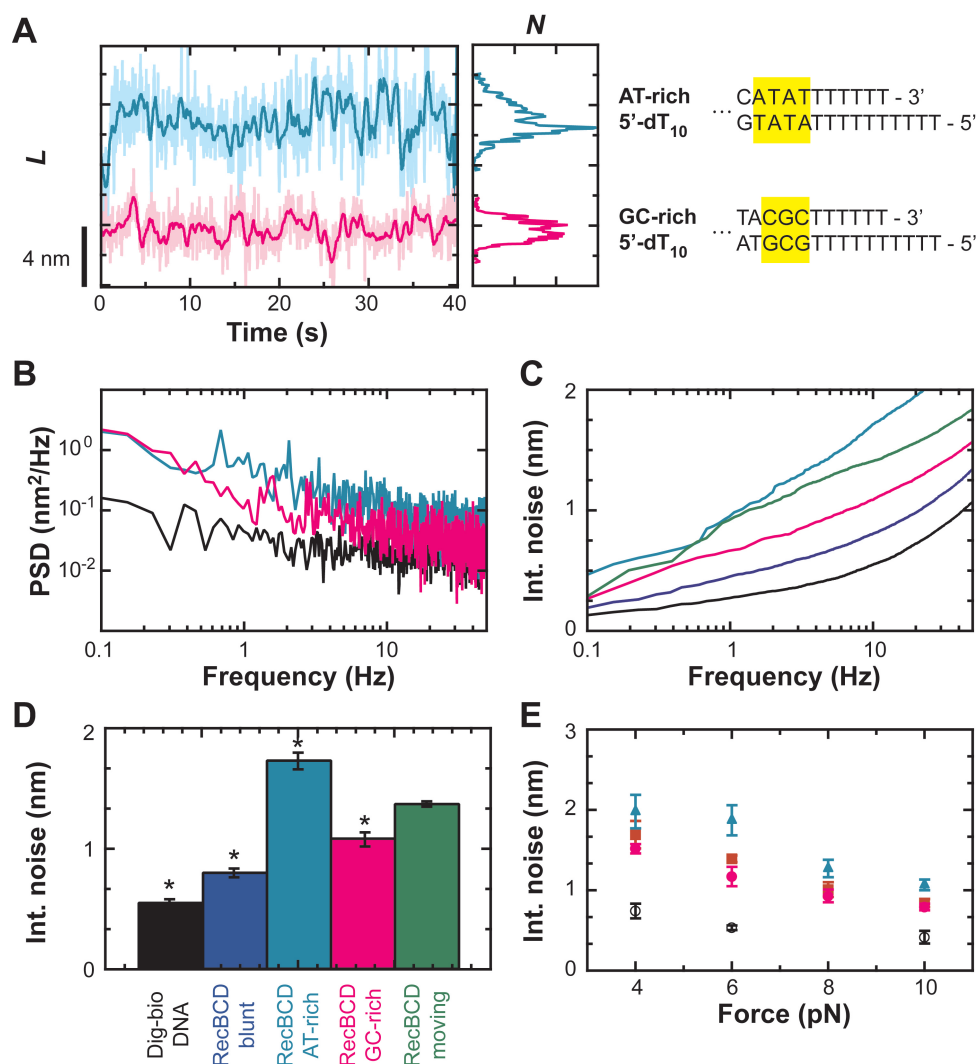 A
L
4 nm
0 10 20 30 40
Time (s)
N
AT-rich
5'-dT10
... CATATTTTTTT - 3'
GTATATTTTTTTTTT - 5'
GC-rich
5'-dT10
... TACGCTTTTTT - 3'
ATGCGTTTTTTTTTT - 5'
B
PSD (nm2/Hz)
10^0
10^-1
10^-2
0.1 1 10
Frequency (Hz)
C
Int. noise (nm)
2
1
0
0.1 1 10
Frequency (Hz)
D
Int. noise (nm)
2
1
0
* * * *
Dig-bio DNA
RecBCD blunt
RecBCD AT-rich
RecBCD GC-rich
RecBCD moving
E
Int. noise (nm)
3
2
1
0
4 6 8 10
Force (pN)